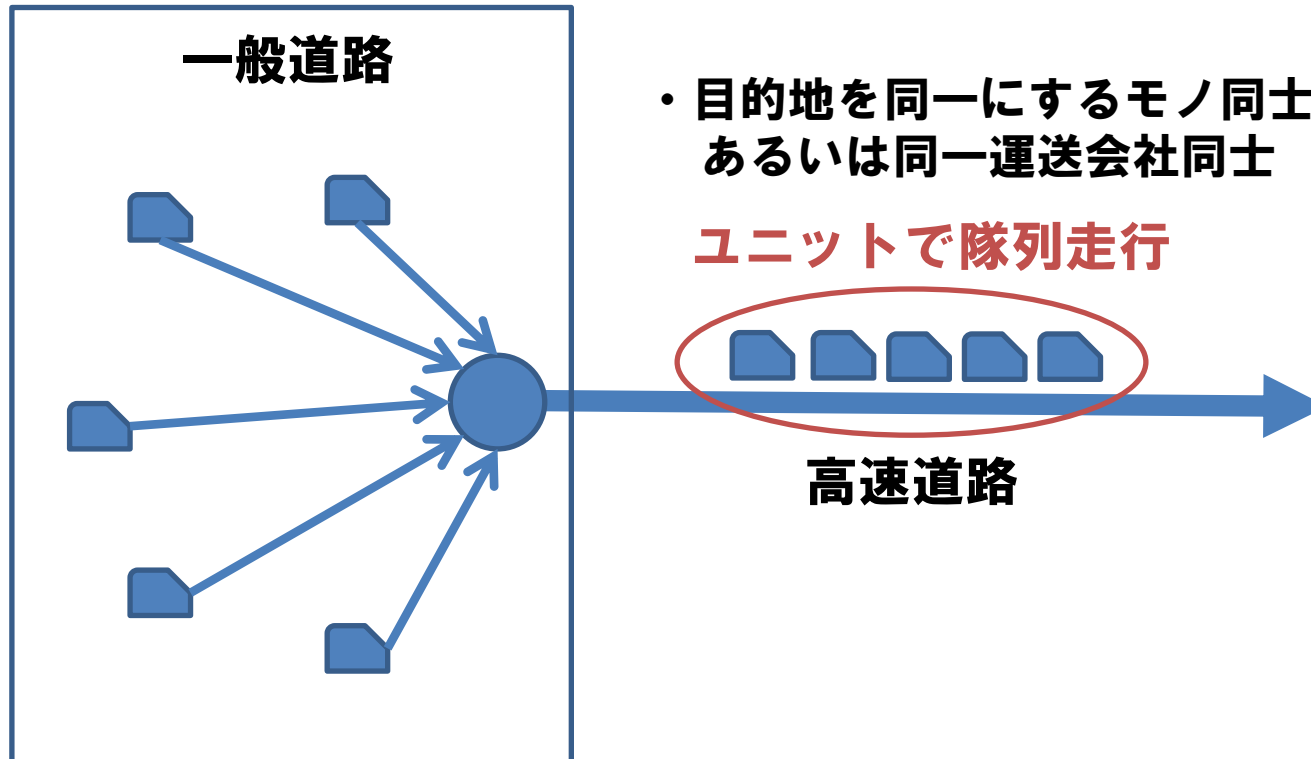 一般道路
・目的地を同一にするモノ同士
あるいは同一運送会社同士
ユニットで隊列走行
高速道路